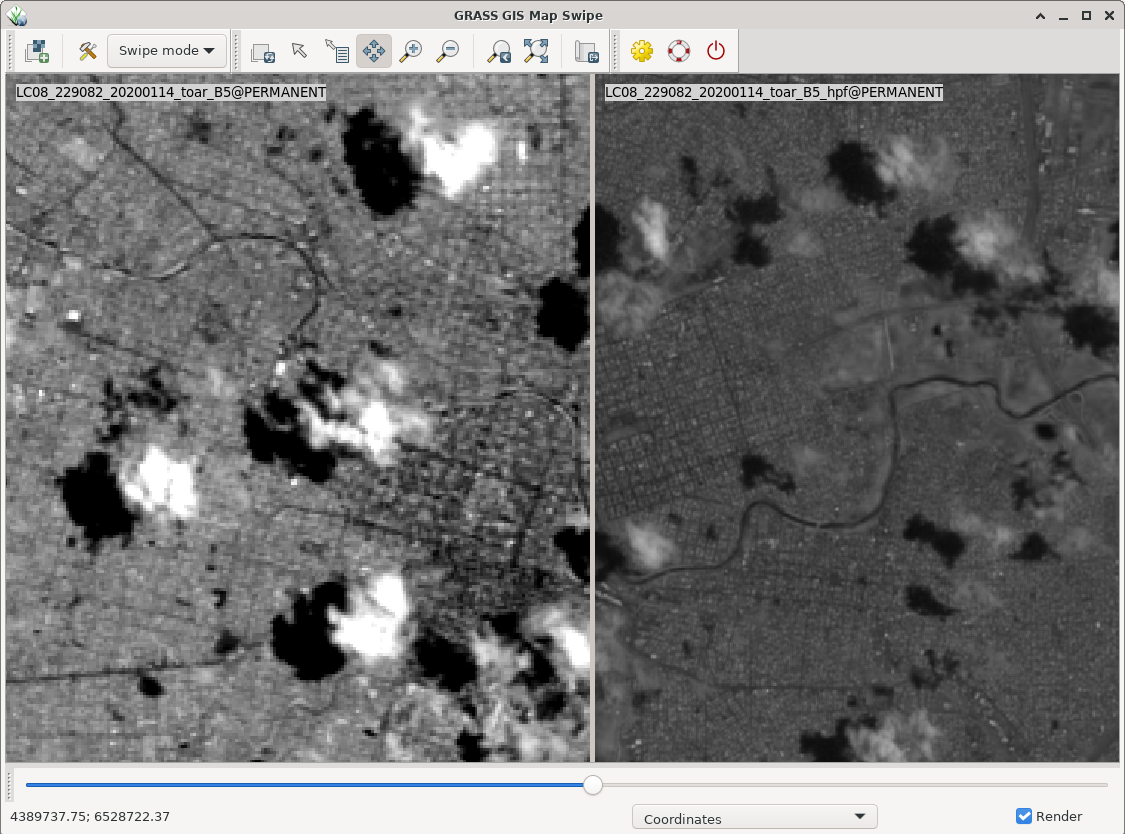 GRASS GIS Map Swipe
Swipe mode
LC08_229082_20200114_toar_B5@PERMANENT
LC08_229082_20200114_toar_B5_hpf@PERMANENT
4389737.75; 6528722.37
Coordinates
Render